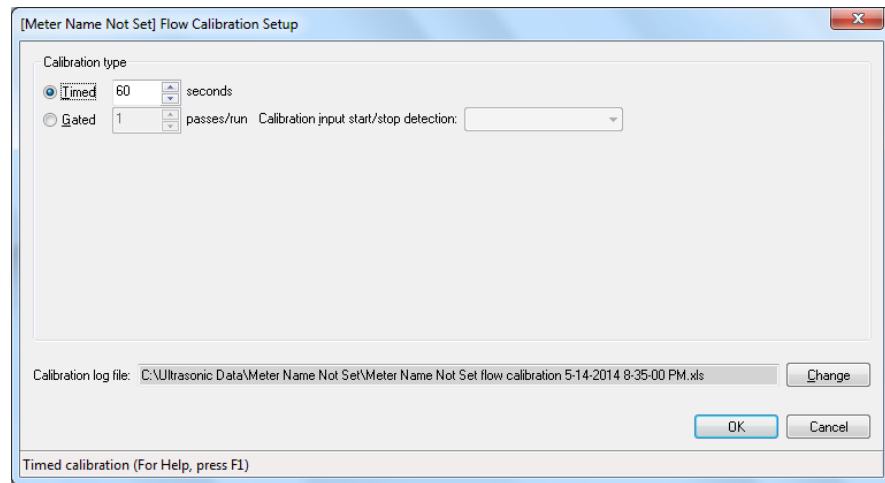 [Meter Name Not Set] Flow Calibration Setup
Calibration type
Timed 60 seconds
Gated 1 passes/run Calibration input start/stop detection:
Calibration log file: C:\Ultrasonic Data\Meter Name Not Set\Meter Name Not Set flow calibration 5-14-2014 8-35-00 PM.xls Change
OK Cancel
Timed calibration (For Help, press F1)